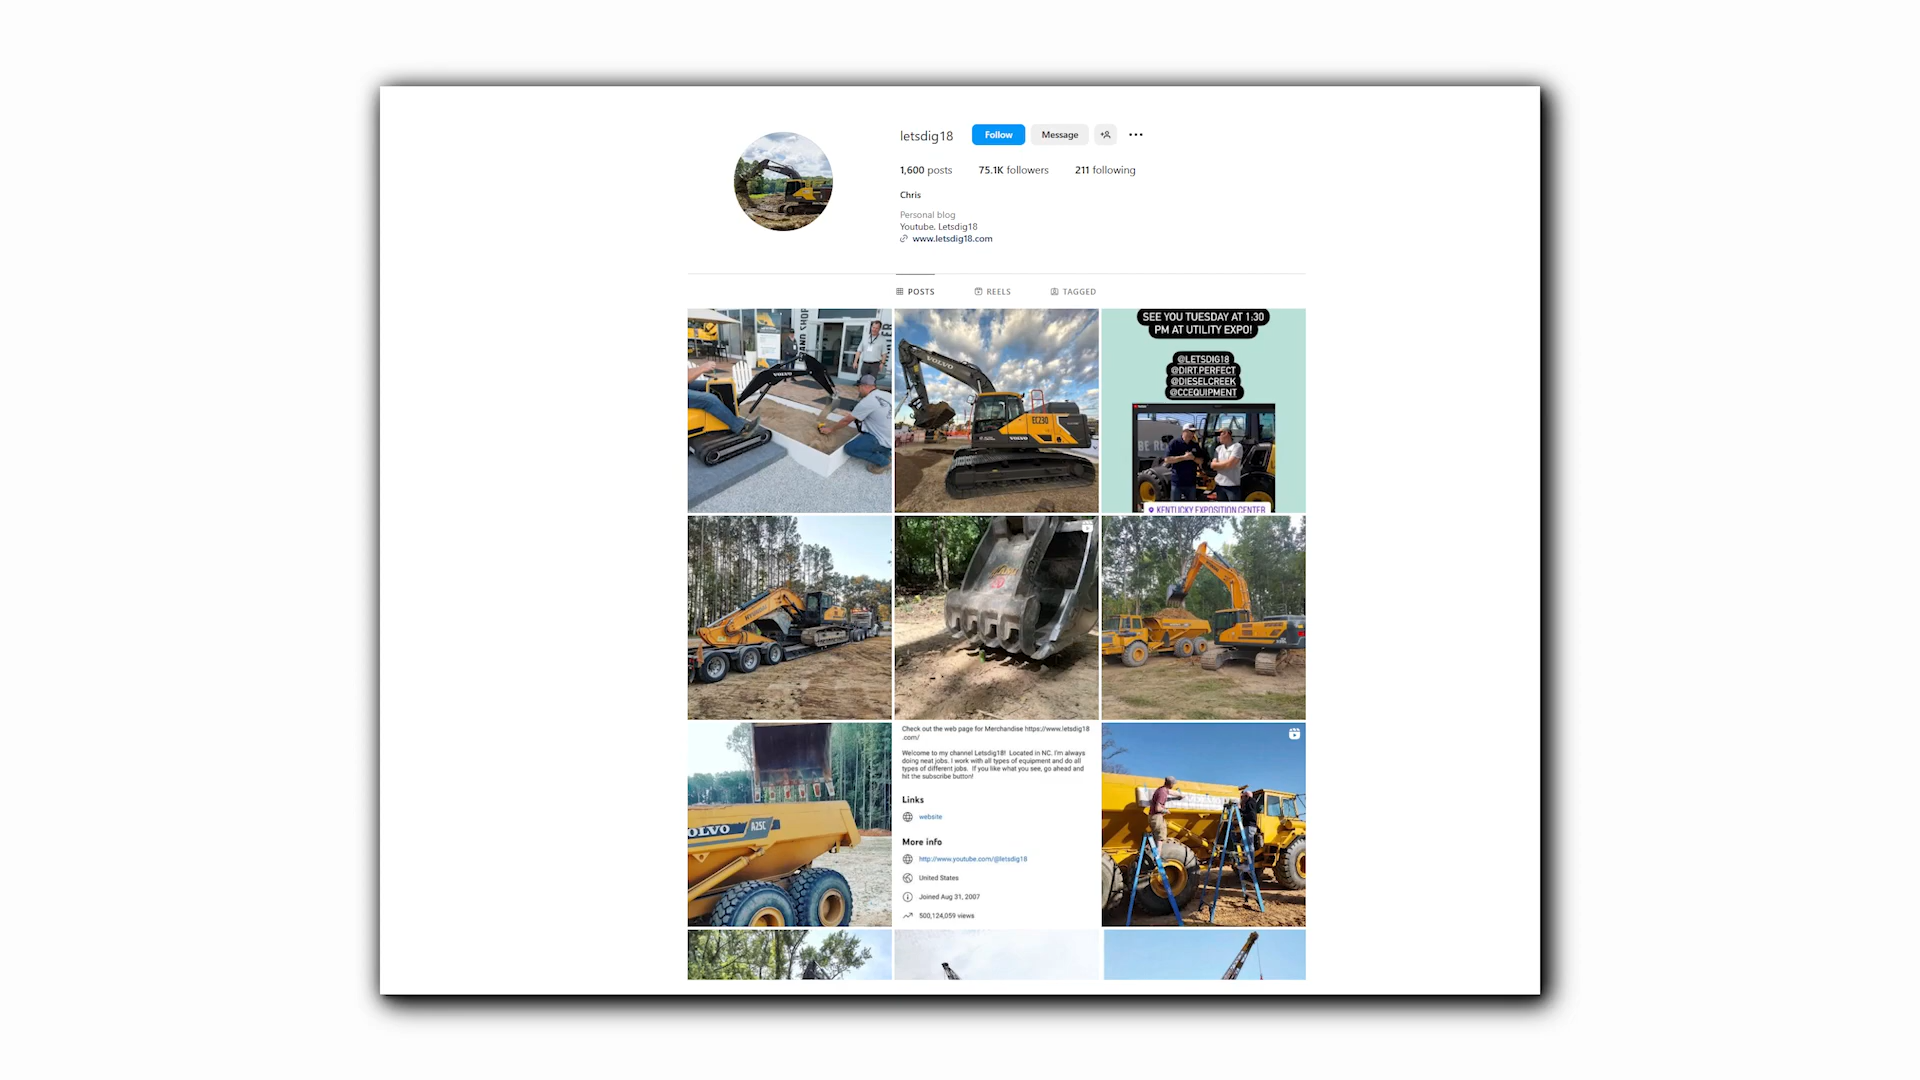 letsdig18
Follow
Message
1,600 posts
75.1K followers
211 following
Chris
Personal blog
Youtube, Letsdig18
www.letsdig18.com
POSTS
REELS
TAGGED
VOLVO
VOLVO
EC230
VOLVO
SEE YOU TUESDAY AT 1:30
PM AT UTILITY EXPO!
@LETSDIG18
@DIRT.PERFECT
@DIESELCREEK
@CCEQUIPMENT
KENTUCKY EXPOSITION CENTER
HYUNDAI
VOLVO A25C
Check out the web page for Merchandise https://www.letsdig18
.com/
Welcome to my channel Letsdig18! Located in NC, I'm always
doing neat jobs. I work with all types of equipment and do all
types of different jobs. If you like what you see, go ahead and
hit the subscribe button!
Links
website
More info
http://www.youtube.com/@letsdig18
United States
Joined Aug 31, 2007
500,124,059 views